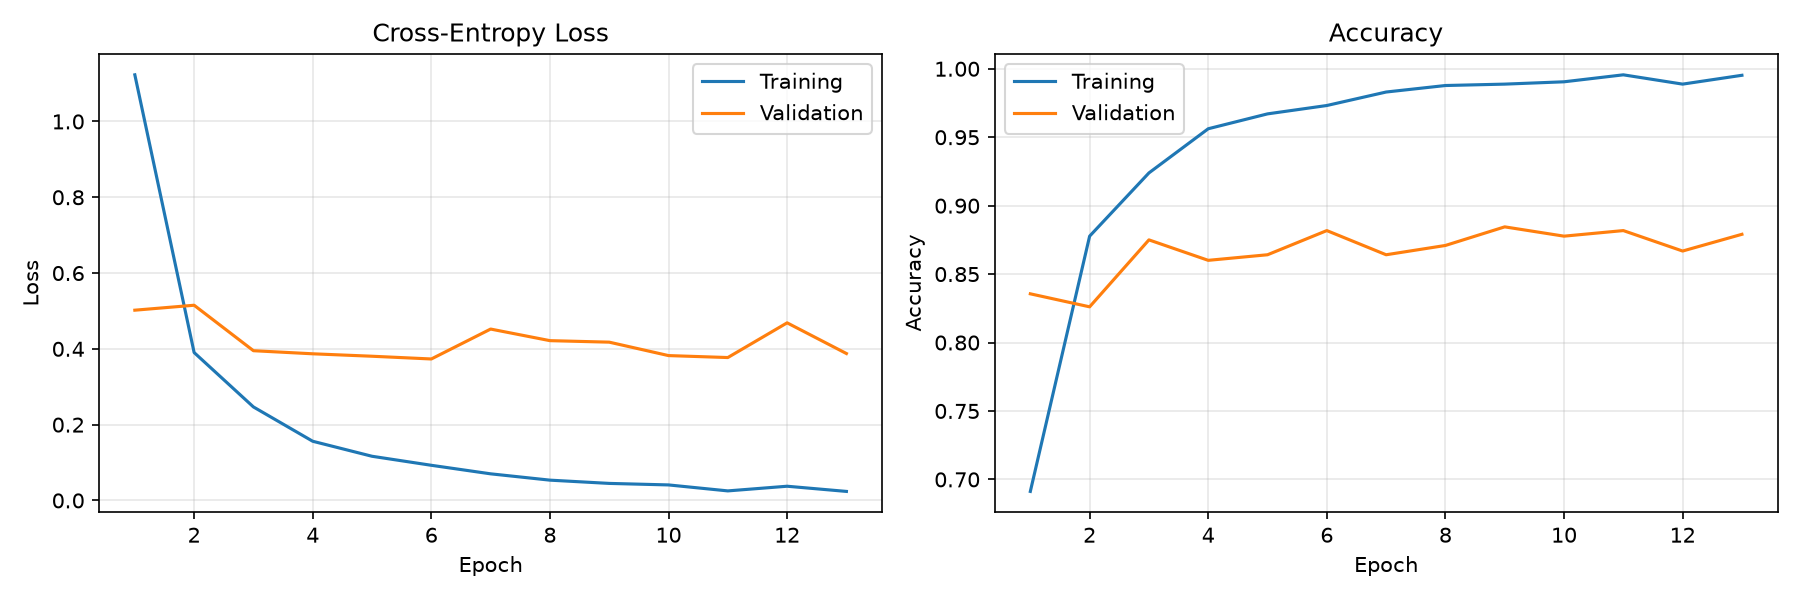 Cross-Entropy Loss
Training
Validation
1.0
0.8
0.6
0.4
0.2
0.0
Loss
2 4 6 8 10 12
Epoch
Accuracy
Training
Validation
1.00
0.95
0.90
0.85
0.80
0.75
0.70
Accuracy
2 4 6 8 10 12
Epoch